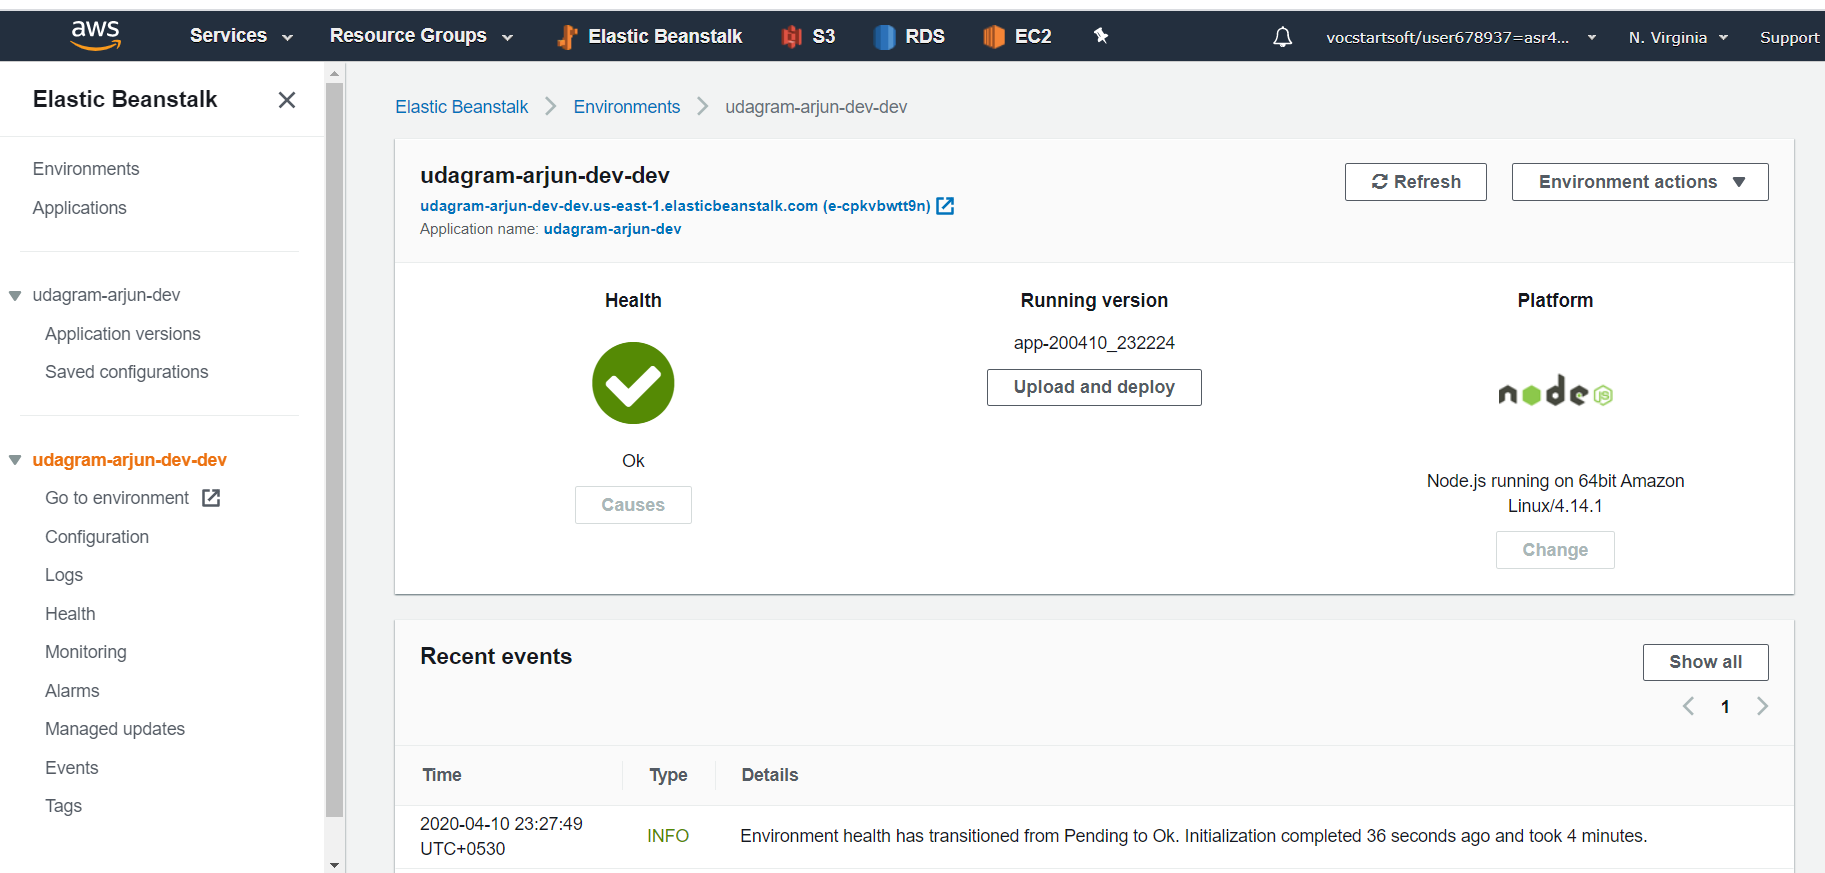 aws
Services
Resource Groups
Elastic Beanstalk
S3
RDS
EC2
vocstartsoft/user678937=asr4...
N. Virginia
Support
Elastic Beanstalk
Environments
Applications
udagram-arjun-dev
Application versions
Saved configurations
udagram-arjun-dev-dev
Go to environment
Configuration
Logs
Health
Monitoring
Alarms
Managed updates
Events
Tags
Elastic Beanstalk
Environments
udagram-arjun-dev-dev
udagram-arjun-dev-dev
udagram-arjun-dev-dev.us-east-1.elasticbeanstalk.com (e-cpkvbwtt9n)
Application name: udagram-arjun-dev
Refresh
Environment actions
Health
Ok
Causes
Running version
app-200410_232224
Upload and deploy
Platform
node JS
Node.js running on 64bit Amazon
Linux/4.14.1
Change
Recent events
Show all
1
Time
Type
Details
2020-04-10 23:27:49
UTC+0530
INFO
Environment health has transitioned from Pending to Ok. Initialization completed 36 seconds ago and took 4 minutes.